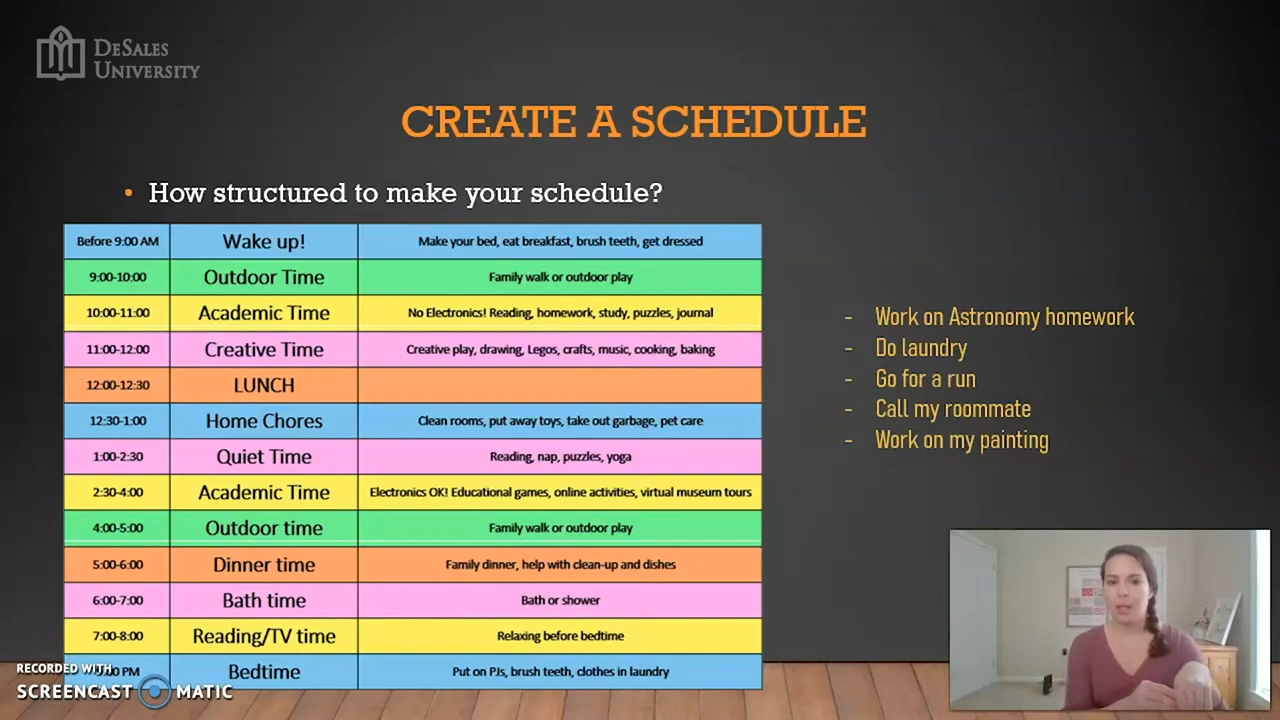 DESALES
UNIVERSITY
CREATE A SCHEDULE
• How structured to make your schedule?
Before 9:00 AM Wake up! Make your bed, eat breakfast, brush teeth, get dressed
9:00-10:00 Outdoor Time Family walk or outdoor play
10:00-11:00 Academic Time No Electronics! Reading, homework, study, puzzles, journal
11:00-12:00 Creative Time Creative play, drawing, Legos, crafts, music, cooking, baking
12:00-12:30 LUNCH
12:30-1:00 Home Chores Clean rooms, put away toys, take out garbage, pet care
1:00-2:30 Quiet Time Reading, nap, puzzles, yoga
2:30-4:00 Academic Time Electronics OK! Educational games, online activities, virtual museum tours
4:00-5:00 Outdoor time Family walk or outdoor play
5:00-6:00 Dinner time Family dinner, help with clean-up and dishes
6:00-7:00 Bath time Bath or shower
7:00-8:00 Reading/TV time Relaxing before bedtime
PM Bedtime Put on PJs, brush teeth, clothes in laundry
- Work on Astronomy homework
- Do laundry
- Go for a run
- Call my roommate
- Work on my painting
RECORDED WITH
SCREENCAST MATIC